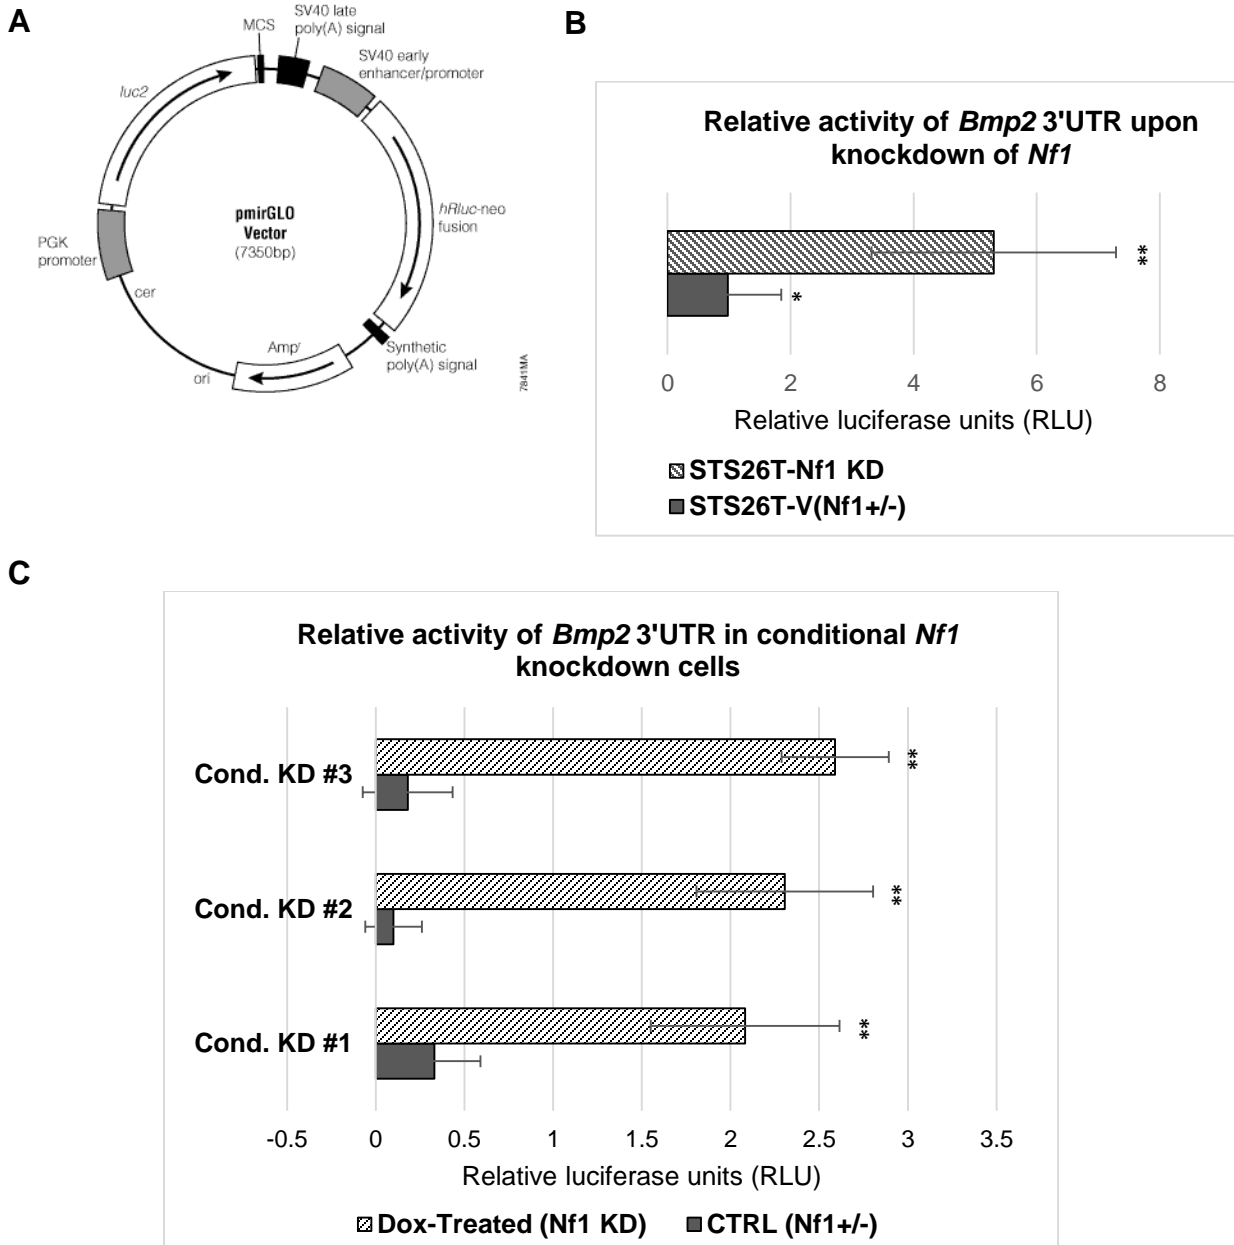 A
MCS
SV40 late
poly(A) signal
SV40 early
enhancer/promoter
luc2
hRluc-neo
fusion
pmirGLO
Vector
(7350bp)
PGK
promoter
cer
Synthetic
poly(A) signal
Ampʳ
ori
7841MA
B
Relative activity of Bmp2 3'UTR upon
knockdown of Nf1
**
*
0 2 4 6 8
Relative luciferase units (RLU)
STS26T-Nf1 KD
STS26T-V(Nf1+/-)
C
Relative activity of Bmp2 3'UTR in conditional Nf1
knockdown cells
Cond. KD #3
**
Cond. KD #2
**
Cond. KD #1
**
-0.5 0 0.5 1 1.5 2 2.5 3 3.5
Relative luciferase units (RLU)
Dox-Treated (Nf1 KD) CTRL (Nf1+/-)